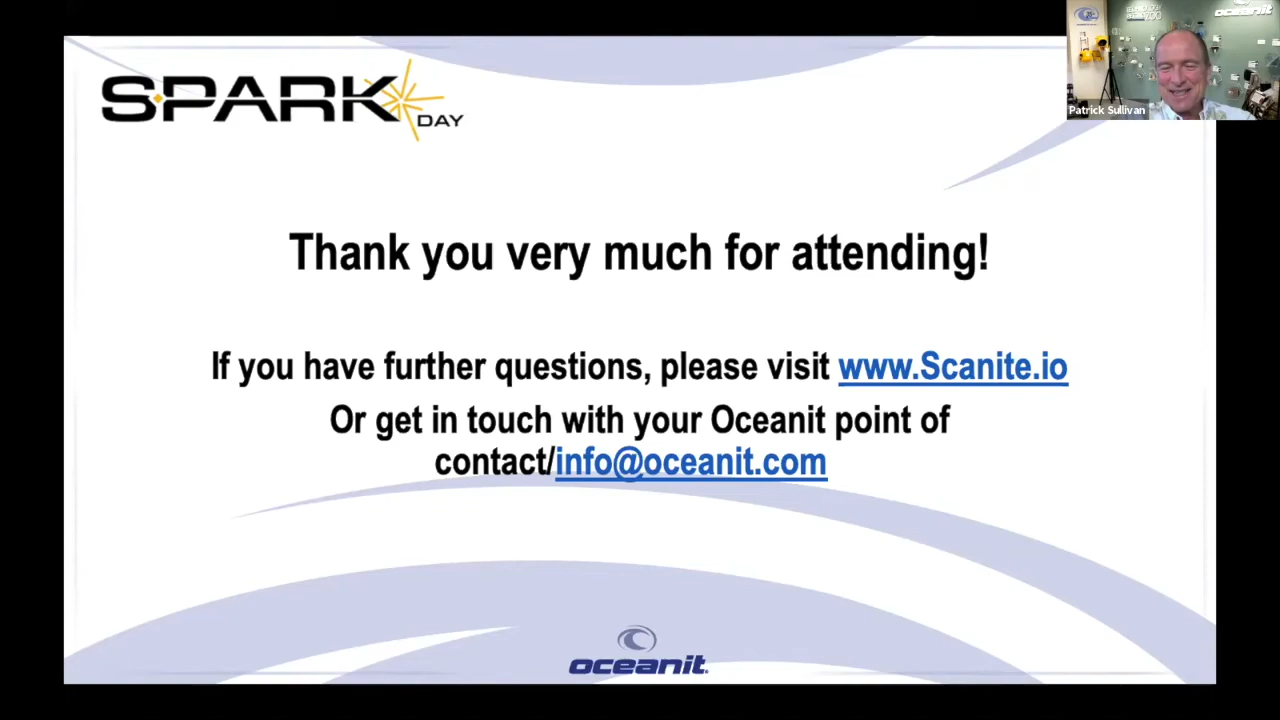 SPARK DAY
oceanit
Patrick Sullivan
Thank you very much for attending!
If you have further questions, please visit www.Scanite.io
Or get in touch with your Oceanit point of
contact/info@oceanit.com
oceanit